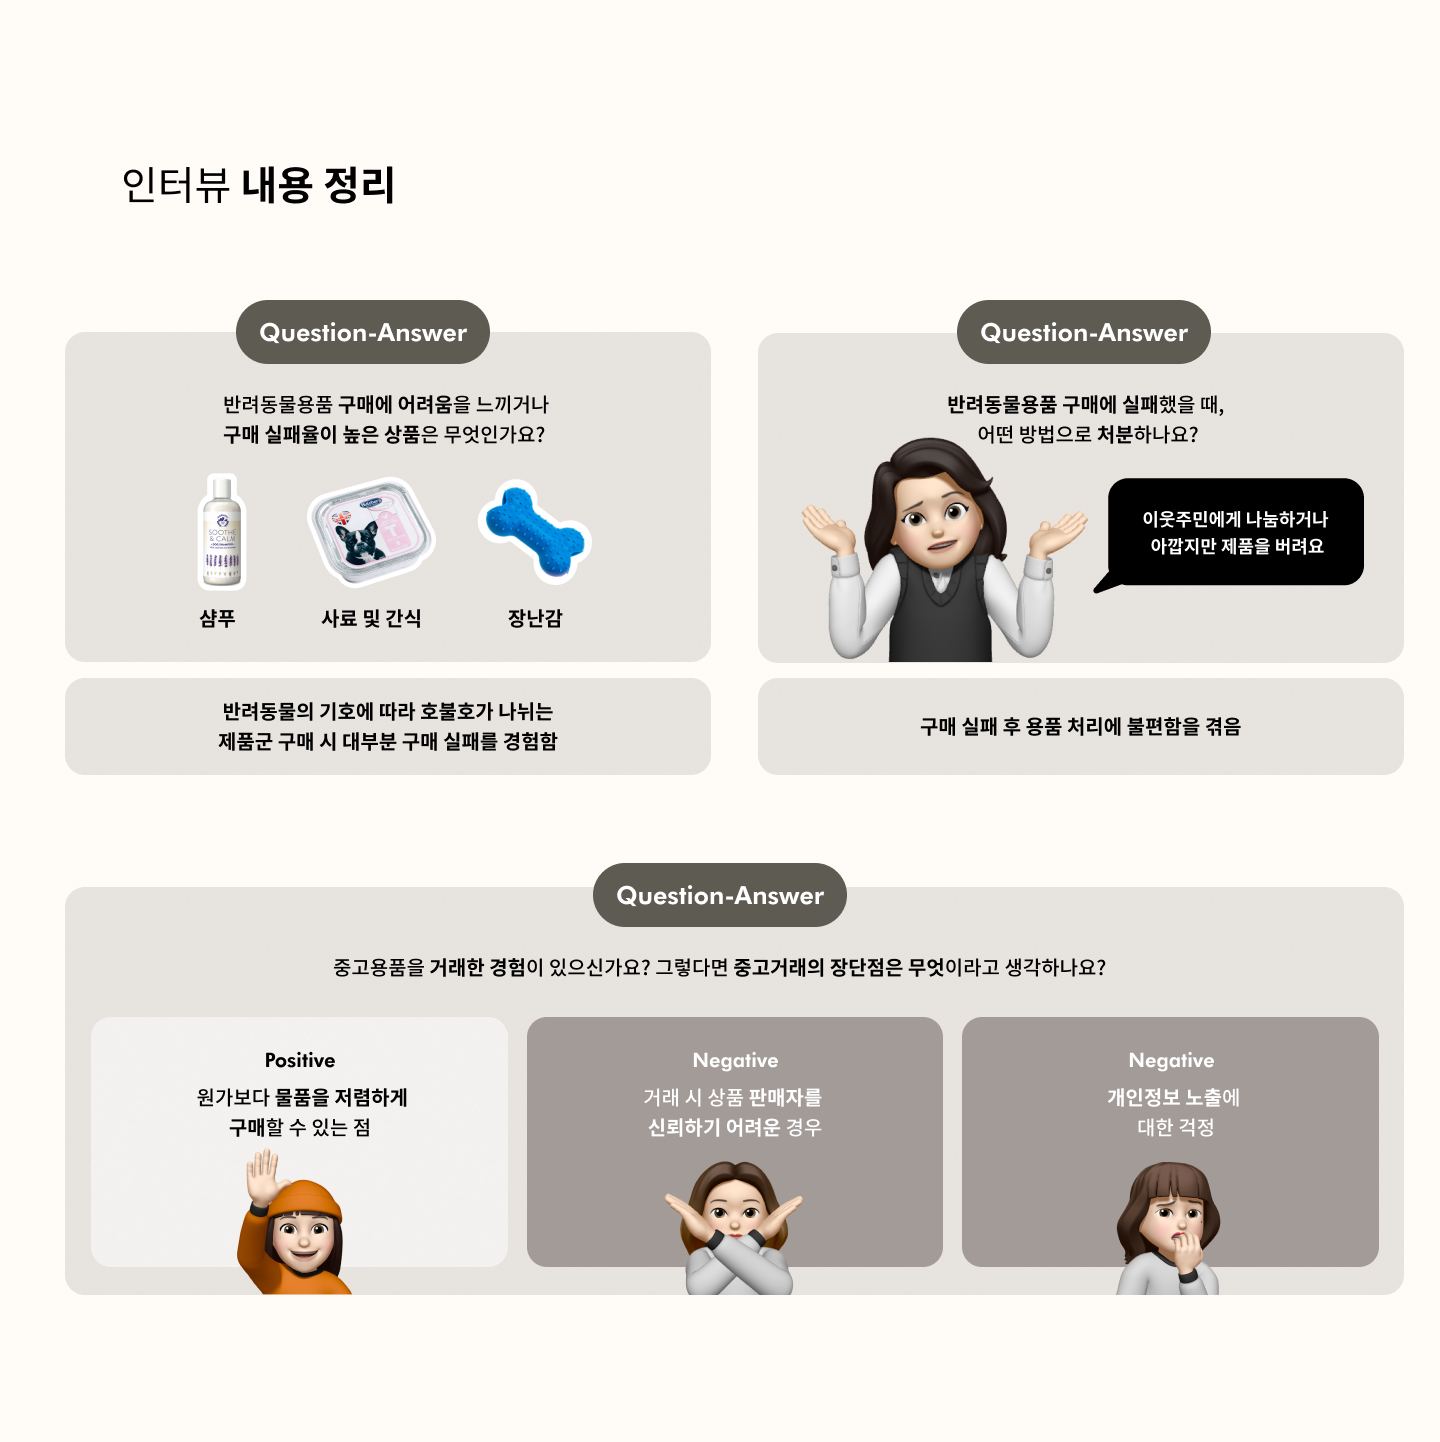 인터뷰 내용 정리
Question-Answer
반려동물용품 구매에 어려움을 느끼거나
구매 실패율이 높은 상품은 무엇인가요?
SOOTHE
& CALM
샴푸
사료 및 간식
장난감
반려동물의 기호에 따라 호불호가 나뉘는
제품군 구매 시 대부분 구매 실패를 경험함
Question-Answer
반려동물용품 구매에 실패했을 때,
어떤 방법으로 처분하나요?
이웃주민에게 나눔하거나
아깝지만 제품을 버려요
구매 실패 후 용품 처리에 불편함을 겪음
Question-Answer
중고용품을 거래한 경험이 있으신가요? 그렇다면 중고거래의 장단점은 무엇이라고 생각하나요?
Positive
원가보다 물품을 저렴하게
구매할 수 있는 점
Negative
거래 시 상품 판매자를
신뢰하기 어려운 경우
Negative
개인정보 노출에
대한 걱정